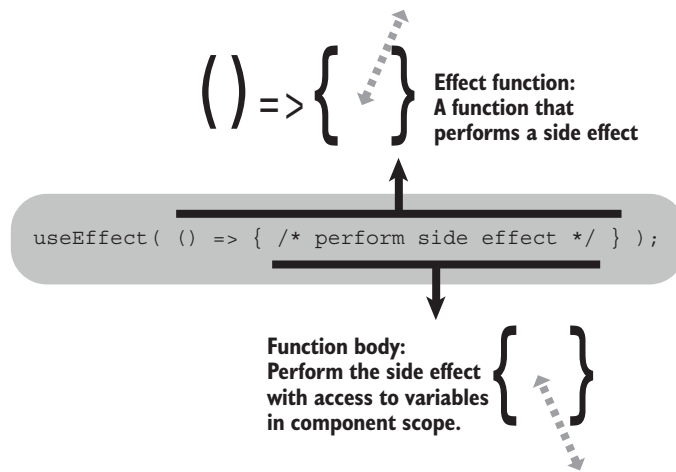 () => { }
Effect function:
A function that
performs a side effect
useEffect( () => { /* perform side effect */ } );
Function body:
Perform the side effect
with access to variables
in component scope.
{ }